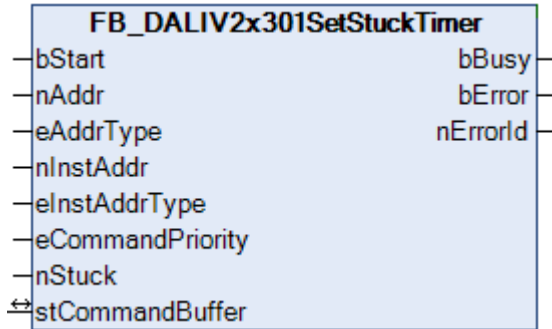 FB_DALIV2x301SetStuckTimer
bStart bBusy
nAddr bError
eAddrType nErrorId
nInstAddr
eInstAddrType
eCommandPriority
nStuck
stCommandBuffer